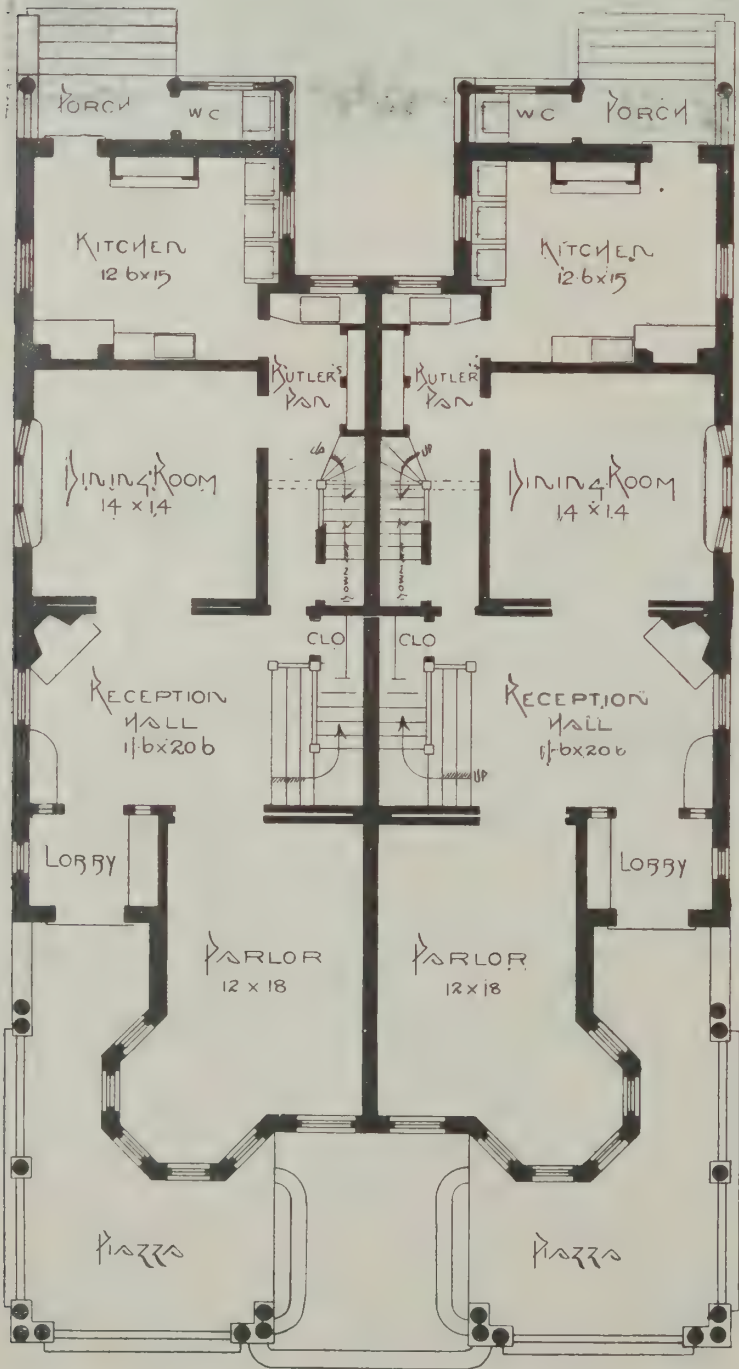 PORCH
WC
WC
PORCH
KITCHEN
12.6x15
KITCHEN
12.6x15
BUTLER'S
PAN
BUTLER'S
PAN
UP
UP
DINING ROOM
14 x 14
DINING ROOM
14 x 14
CLO
CLO
RECEPTION
HALL
11.6x20.6
RECEPTION
HALL
11.6x20.6
UP
LOBBY
LOBBY
PARLOR
12 x 18
PARLOR
12x18
PIAZZA
PIAZZA